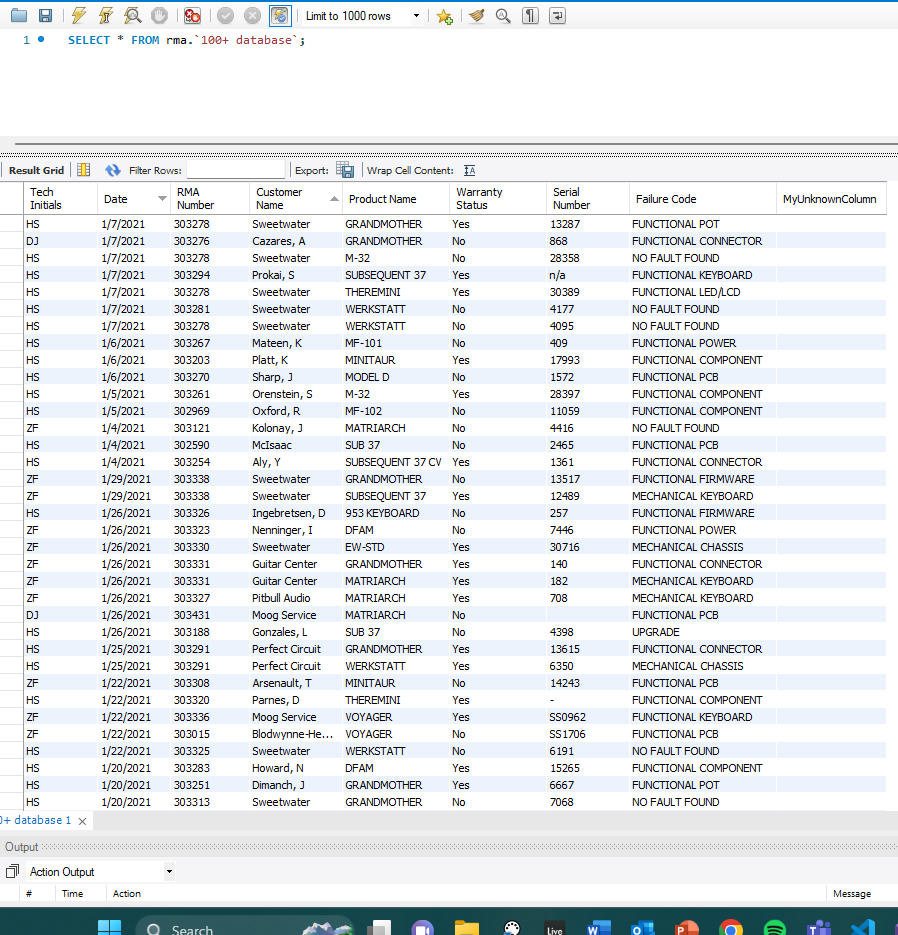 Limit to 1000 rows
1 SELECT * FROM rma.`100+ database`;
Result Grid Filter Rows: Export: Wrap Cell Content: IA
Tech Initials Date RMA Number Customer Name Product Name Warranty Status Serial Number Failure Code MyUnknownColumn
HS 1/7/2021 303278 Sweetwater GRANDMOTHER Yes 13287 FUNCTIONAL POT
DJ 1/7/2021 303276 Cazares, A GRANDMOTHER No 868 FUNCTIONAL CONNECTOR
HS 1/7/2021 303278 Sweetwater M-32 No 28358 NO FAULT FOUND
HS 1/7/2021 303294 Prokai, S SUBSEQUENT 37 Yes n/a FUNCTIONAL KEYBOARD
HS 1/7/2021 303278 Sweetwater THEREMINI Yes 30389 FUNCTIONAL LED/LCD
HS 1/7/2021 303281 Sweetwater WERKSTATT No 4177 NO FAULT FOUND
HS 1/7/2021 303278 Sweetwater WERKSTATT No 4095 NO FAULT FOUND
HS 1/6/2021 303267 Mateen, K MF-101 No 409 FUNCTIONAL POWER
HS 1/6/2021 303203 Platt, K MINITAUR Yes 17993 FUNCTIONAL COMPONENT
HS 1/6/2021 303270 Sharp, J MODEL D No 1572 FUNCTIONAL PCB
HS 1/5/2021 303261 Orenstein, S M-32 Yes 28397 FUNCTIONAL COMPONENT
HS 1/5/2021 302969 Oxford, R MF-102 No 11059 FUNCTIONAL COMPONENT
ZF 1/4/2021 303121 Kolonay, J MATRIARCH No 4416 NO FAULT FOUND
HS 1/4/2021 302590 McIsaac SUB 37 No 2465 FUNCTIONAL PCB
HS 1/4/2021 303254 Aly, Y SUBSEQUENT 37 CV Yes 1361 FUNCTIONAL CONNECTOR
ZF 1/29/2021 303338 Sweetwater GRANDMOTHER No 13517 FUNCTIONAL FIRMWARE
ZF 1/29/2021 303338 Sweetwater SUBSEQUENT 37 Yes 12489 MECHANICAL KEYBOARD
HS 1/26/2021 303326 Ingebretsen, D 953 KEYBOARD No 257 FUNCTIONAL FIRMWARE
ZF 1/26/2021 303323 Nenninger, I DFAM No 7446 FUNCTIONAL POWER
ZF 1/26/2021 303330 Sweetwater EW-STD Yes 30716 MECHANICAL CHASSIS
ZF 1/26/2021 303331 Guitar Center GRANDMOTHER Yes 140 FUNCTIONAL CONNECTOR
ZF 1/26/2021 303331 Guitar Center MATRIARCH Yes 182 MECHANICAL KEYBOARD
ZF 1/26/2021 303327 Pitbull Audio MATRIARCH Yes 708 MECHANICAL KEYBOARD
DJ 1/26/2021 303431 Moog Service MATRIARCH No FUNCTIONAL PCB
HS 1/26/2021 303188 Gonzales, L SUB 37 No 4398 UPGRADE
HS 1/25/2021 303291 Perfect Circuit GRANDMOTHER Yes 13615 FUNCTIONAL CONNECTOR
HS 1/25/2021 303291 Perfect Circuit WERKSTATT Yes 6350 MECHANICAL CHASSIS
ZF 1/22/2021 303308 Arsenault, T MINITAUR No 14243 FUNCTIONAL PCB
HS 1/22/2021 303320 Parnes, D THEREMINI Yes - FUNCTIONAL COMPONENT
ZF 1/22/2021 303336 Moog Service VOYAGER Yes SS0962 FUNCTIONAL KEYBOARD
ZF 1/22/2021 303015 Blodwynne-He... VOYAGER No SS1706 FUNCTIONAL PCB
HS 1/22/2021 303325 Sweetwater WERKSTATT No 6191 NO FAULT FOUND
HS 1/20/2021 303283 Howard, N DFAM Yes 15265 FUNCTIONAL COMPONENT
HS 1/20/2021 303251 Dimanch, J GRANDMOTHER Yes 6667 FUNCTIONAL POT
HS 1/20/2021 303313 Sweetwater GRANDMOTHER No 7068 NO FAULT FOUND
0+ database 1
Output
Action Output
# Time Action Message
Search Live